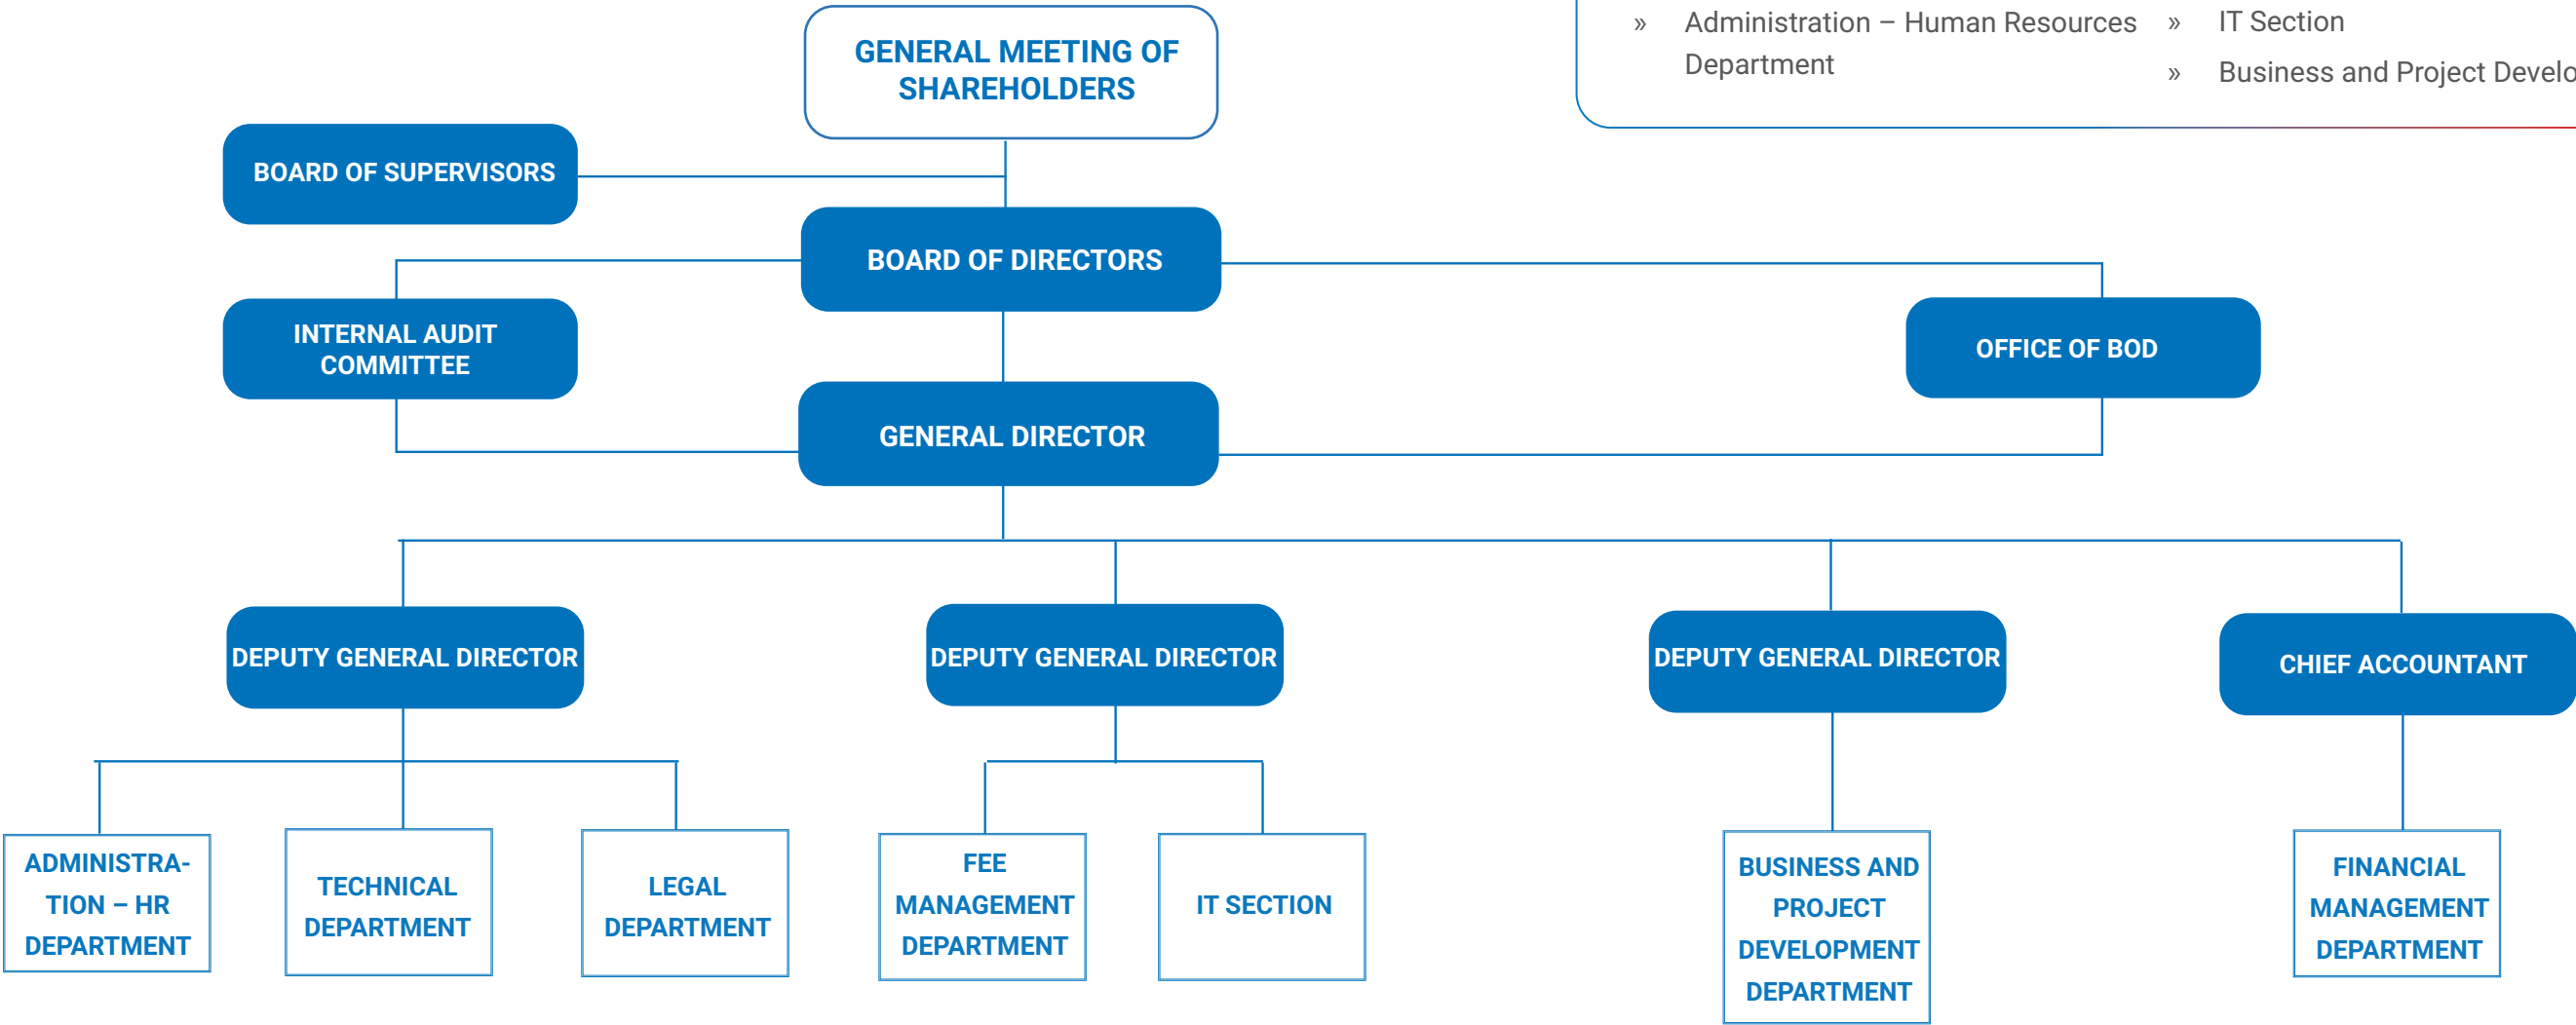 » Administration – Human Resources
Department
» IT Section
» Business and Project Develo
GENERAL MEETING OF
SHAREHOLDERS
BOARD OF SUPERVISORS
BOARD OF DIRECTORS
INTERNAL AUDIT
COMMITTEE
OFFICE OF BOD
GENERAL DIRECTOR
DEPUTY GENERAL DIRECTOR
DEPUTY GENERAL DIRECTOR
DEPUTY GENERAL DIRECTOR
CHIEF ACCOUNTANT
ADMINISTRA-
TION – HR
DEPARTMENT
TECHNICAL
DEPARTMENT
LEGAL
DEPARTMENT
FEE
MANAGEMENT
DEPARTMENT
IT SECTION
BUSINESS AND
PROJECT
DEVELOPMENT
DEPARTMENT
FINANCIAL
MANAGEMENT
DEPARTMENT